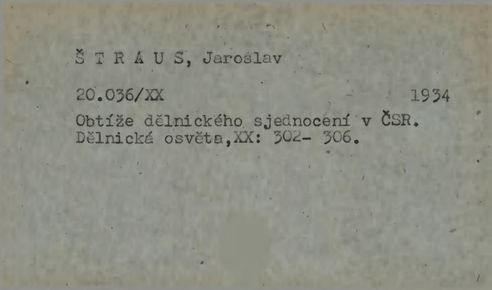 Š T R A U S, Jaroslav
20.036/XX 1934
Obtíže dělnického sjednocení v ČSR.
Dělnická osvěta,XX: 302- 306.